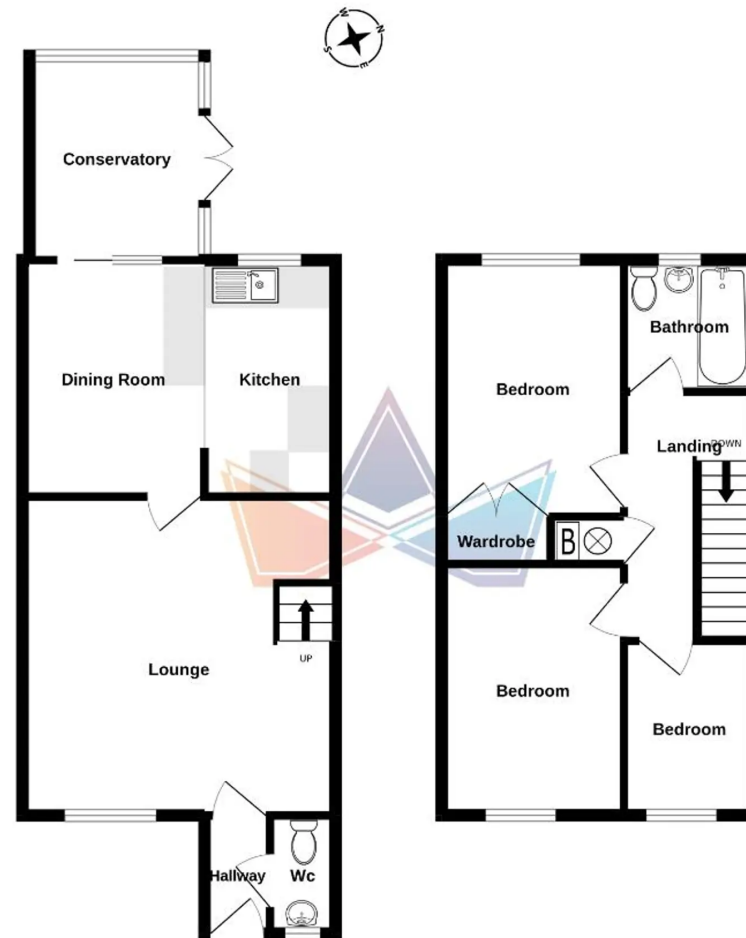 W
N
S
E
Conservatory
Dining Room
Kitchen
Lounge
UP
Hallway
Wc
Bedroom
Bathroom
Landing
DOWN
Wardrobe
B
Bedroom
Bedroom